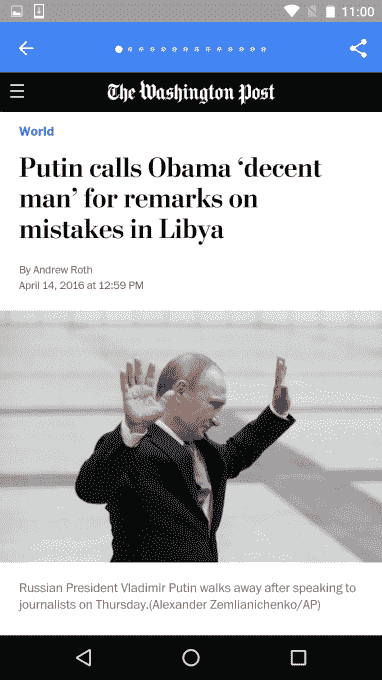 11:00
The Washington Post
World
Putin calls Obama ‘decent
man’ for remarks on
mistakes in Libya
By Andrew Roth
April 14, 2016 at 12:59 PM
Russian President Vladimir Putin walks away after speaking to
journalists on Thursday.(Alexander Zemlianichenko/AP)